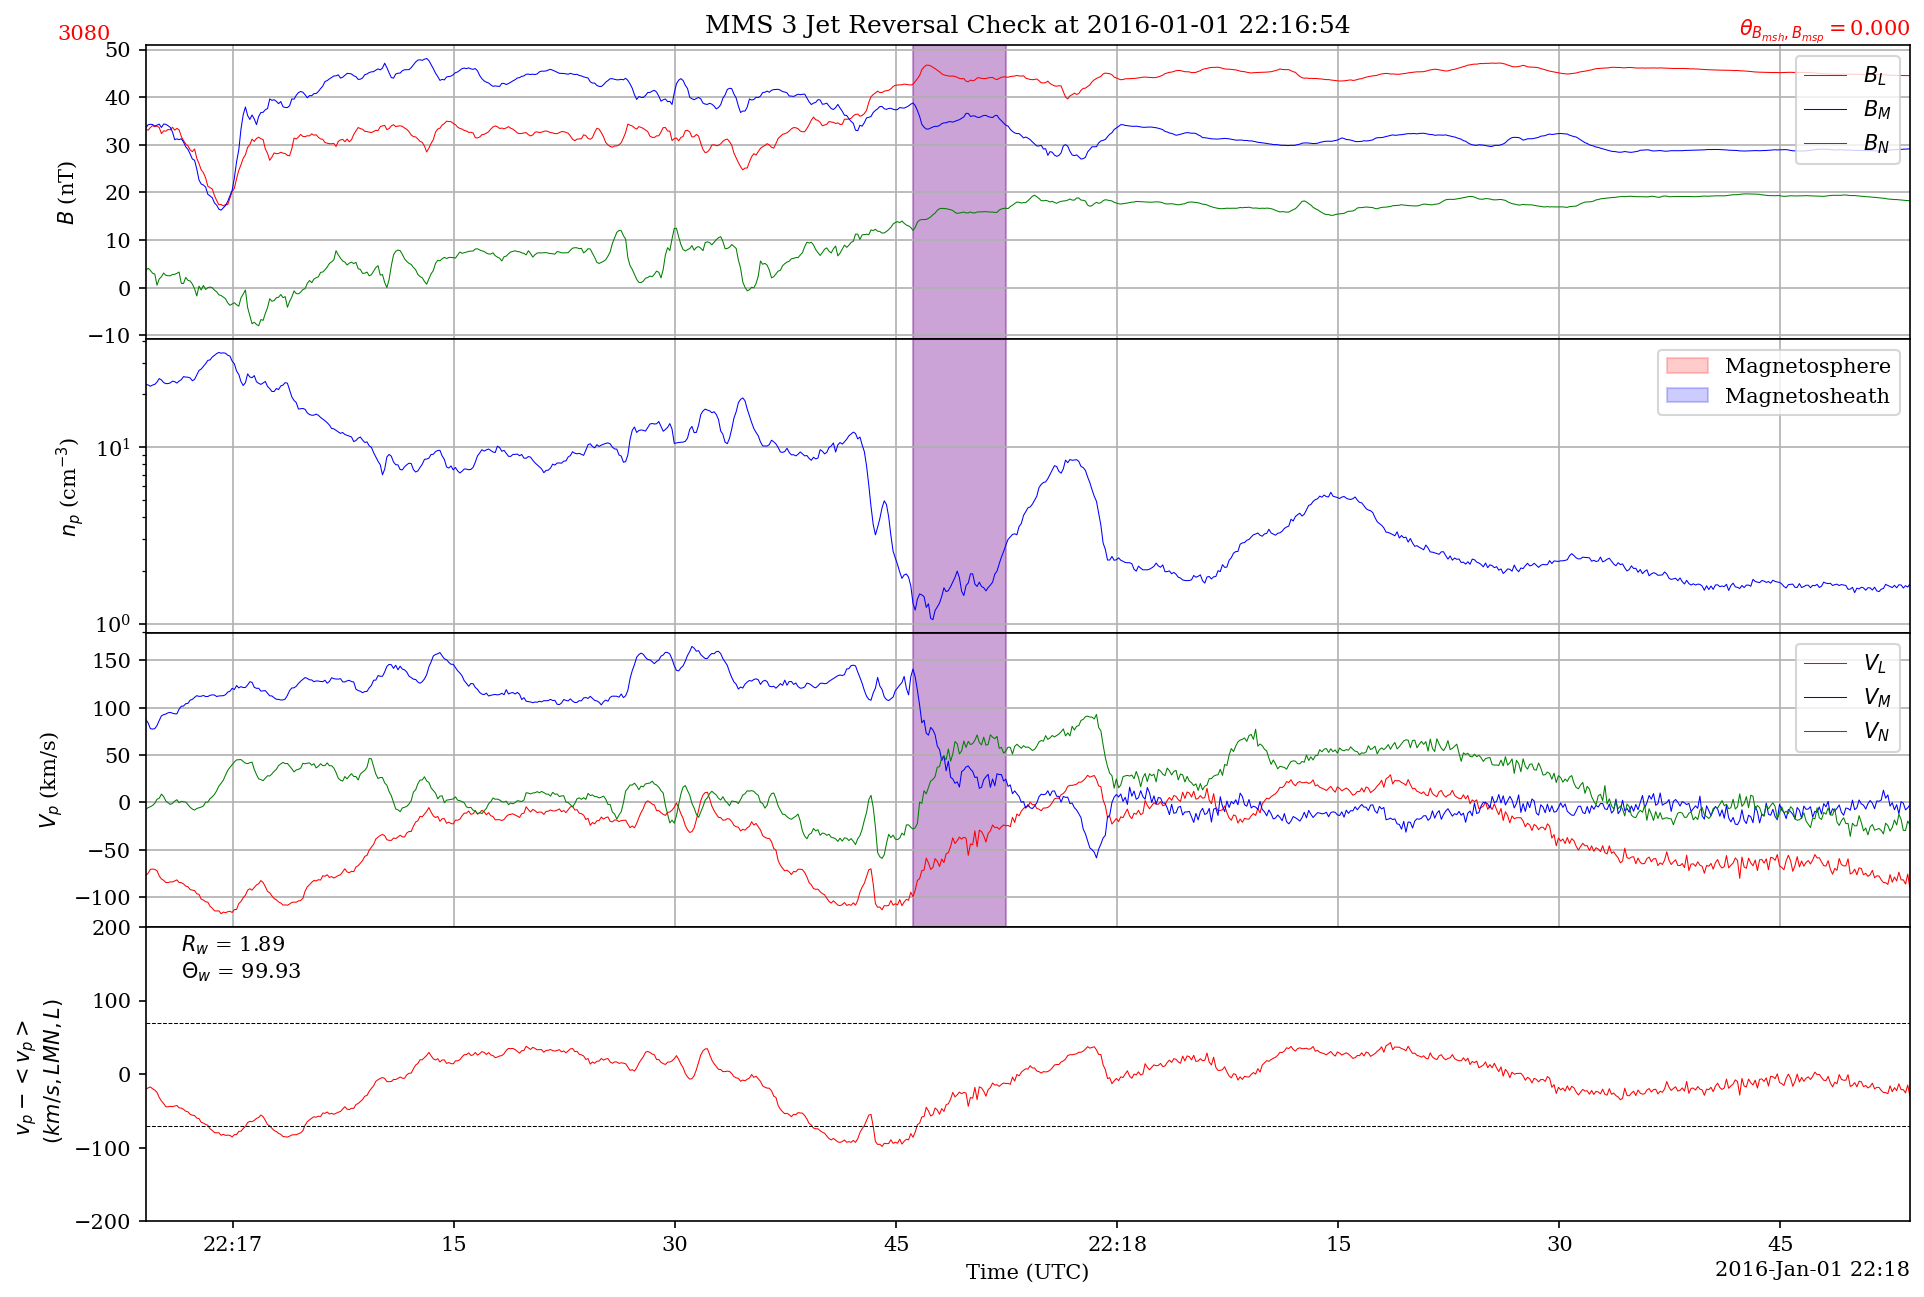 MMS 3 Jet Reversal Check at 2016-01-01 22:16:54
3080
θ_{B_{msh}, B_{msp}} = 0.000
50
40
30
20
10
0
−10
B (nT)
B_L
B_M
B_N
10^1
10^0
n_p (cm^{−3})
Magnetosphere
Magnetosheath
150
100
50
0
−50
−100
V_p (km/s)
V_L
V_M
V_N
200
100
0
−100
−200
v_p − < v_p >
(km/s, LMN, L)
R_w = 1.89
Θ_w = 99.93
22:17 15 30 45 22:18 15 30 45
Time (UTC)
2016-Jan-01 22:18